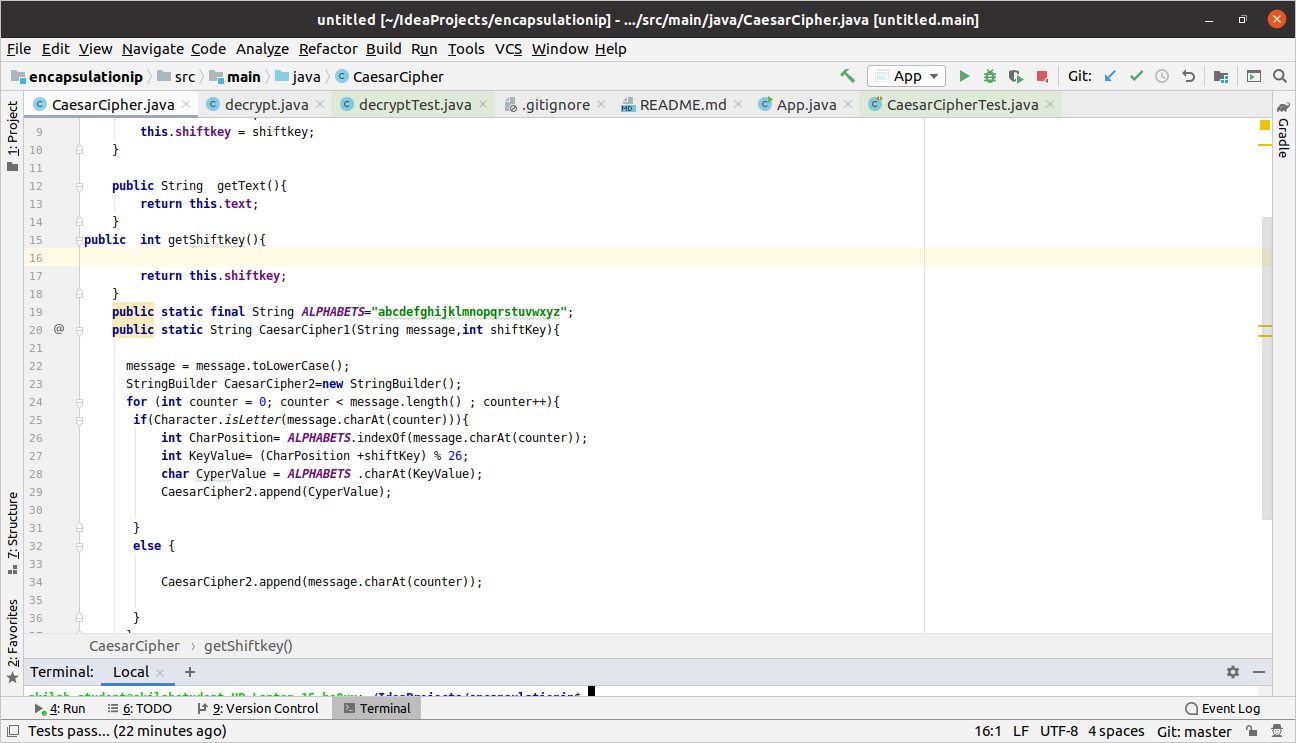 untitled [~/IdeaProjects/encapsulationip] - .../src/main/java/CaesarCipher.java [untitled.main]
File Edit View Navigate Code Analyze Refactor Build Run Tools VCS Window Help
encapsulationip src main java CaesarCipher App Git:
CaesarCipher.java decrypt.java decryptTest.java .gitignore README.md App.java CaesarCipherTest.java
1: Project
7: Structure
2: Favorites
Gradle
9 this.shiftkey = shiftkey;
10 }
11
12 public String  getText(){
13 return this.text;
14 }
15 public  int getShiftkey(){
16
17 return this.shiftkey;
18 }
19 public static final String ALPHABETS="abcdefghijklmnopqrstuvwxyz";
20 @ public static String CaesarCipher1(String message,int shiftKey){
21
22 message = message.toLowerCase();
23 StringBuilder CaesarCipher2=new StringBuilder();
24 for (int counter = 0; counter < message.length() ; counter++){
25 if(Character.isLetter(message.charAt(counter))){
26 int CharPosition= ALPHABETS.indexOf(message.charAt(counter));
27 int KeyValue= (CharPosition +shiftKey) % 26;
28 char CyperValue = ALPHABETS .charAt(KeyValue);
29 CaesarCipher2.append(CyperValue);
30
31 }
32 else {
33
34 CaesarCipher2.append(message.charAt(counter));
35
36 }
CaesarCipher › getShiftkey()
Terminal: Local +
4: Run 6: TODO 9: Version Control Terminal Event Log
Tests pass... (22 minutes ago) 16:1 LF UTF-8 4 spaces Git: master